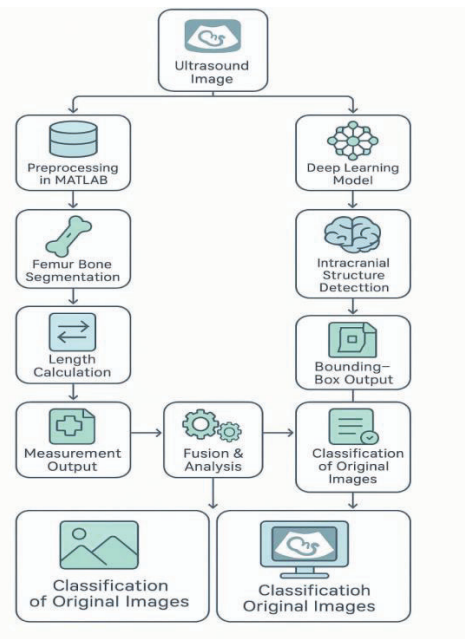 Ultrasound
Image
Preprocessing
in MATLAB
Deep Learning
Model
Femur Bone
Segmentation
Intracranial
Structure
Detecttion
Length
Calculation
Bounding–
Box Output
Measurement
Output
Fusion &
Analysis
Classification
of Original
Images
Classification
of Original Images
Classificatioh
Original Images